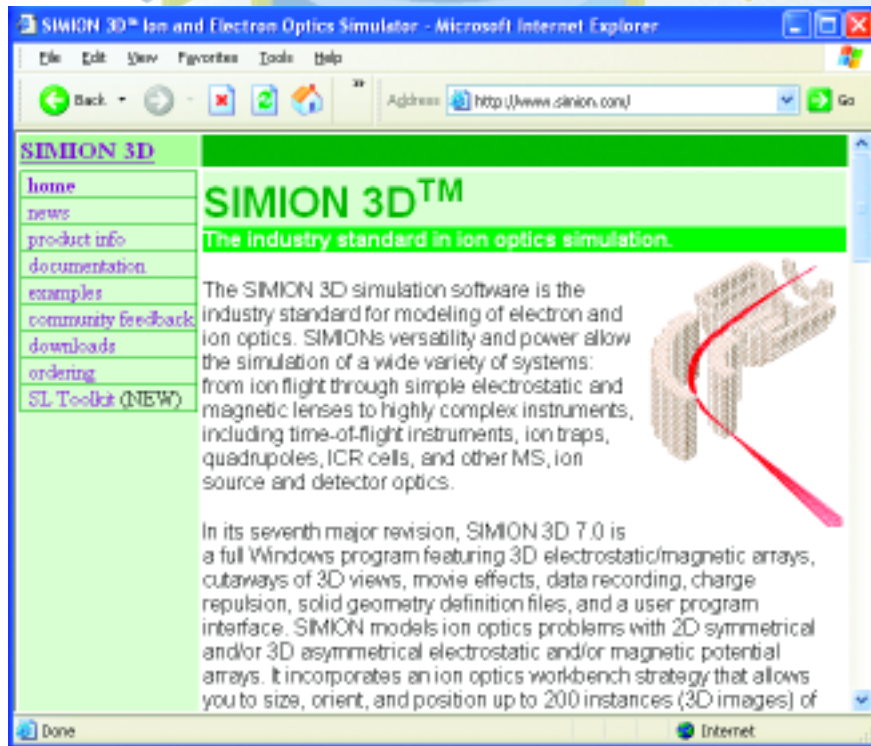 SIMION 3D™ Ion and Electron Optics Simulator - Microsoft Internet Explorer
File Edit View Favorites Tools Help
Back Address http://www.simion.com/ Go
SIMION 3D
home
news
product info
documentation
examples
community feedback
downloads
ordering
SL Toolkit (NEW)
SIMION 3D™
The industry standard in ion optics simulation.
The SIMION 3D simulation software is the
industry standard for modeling of electron and
ion optics. SIMIONs versatility and power allow
the simulation of a wide variety of systems:
from ion flight through simple electrostatic and
magnetic lenses to highly complex instruments,
including time-of-flight instruments, ion traps,
quadrupoles, ICR cells, and other MS, ion
source and detector optics.
In its seventh major revision, SIMION 3D 7.0 is
a full Windows program featuring 3D electrostatic/magnetic arrays,
cutaways of 3D views, movie effects, data recording, charge
repulsion, solid geometry definition files, and a user program
interface. SIMION models ion optics problems with 2D symmetrical
and/or 3D asymmetrical electrostatic and/or magnetic potential
arrays. It incorporates an ion optics workbench strategy that allows
you to size, orient, and position up to 200 instances (3D images) of
Done Internet